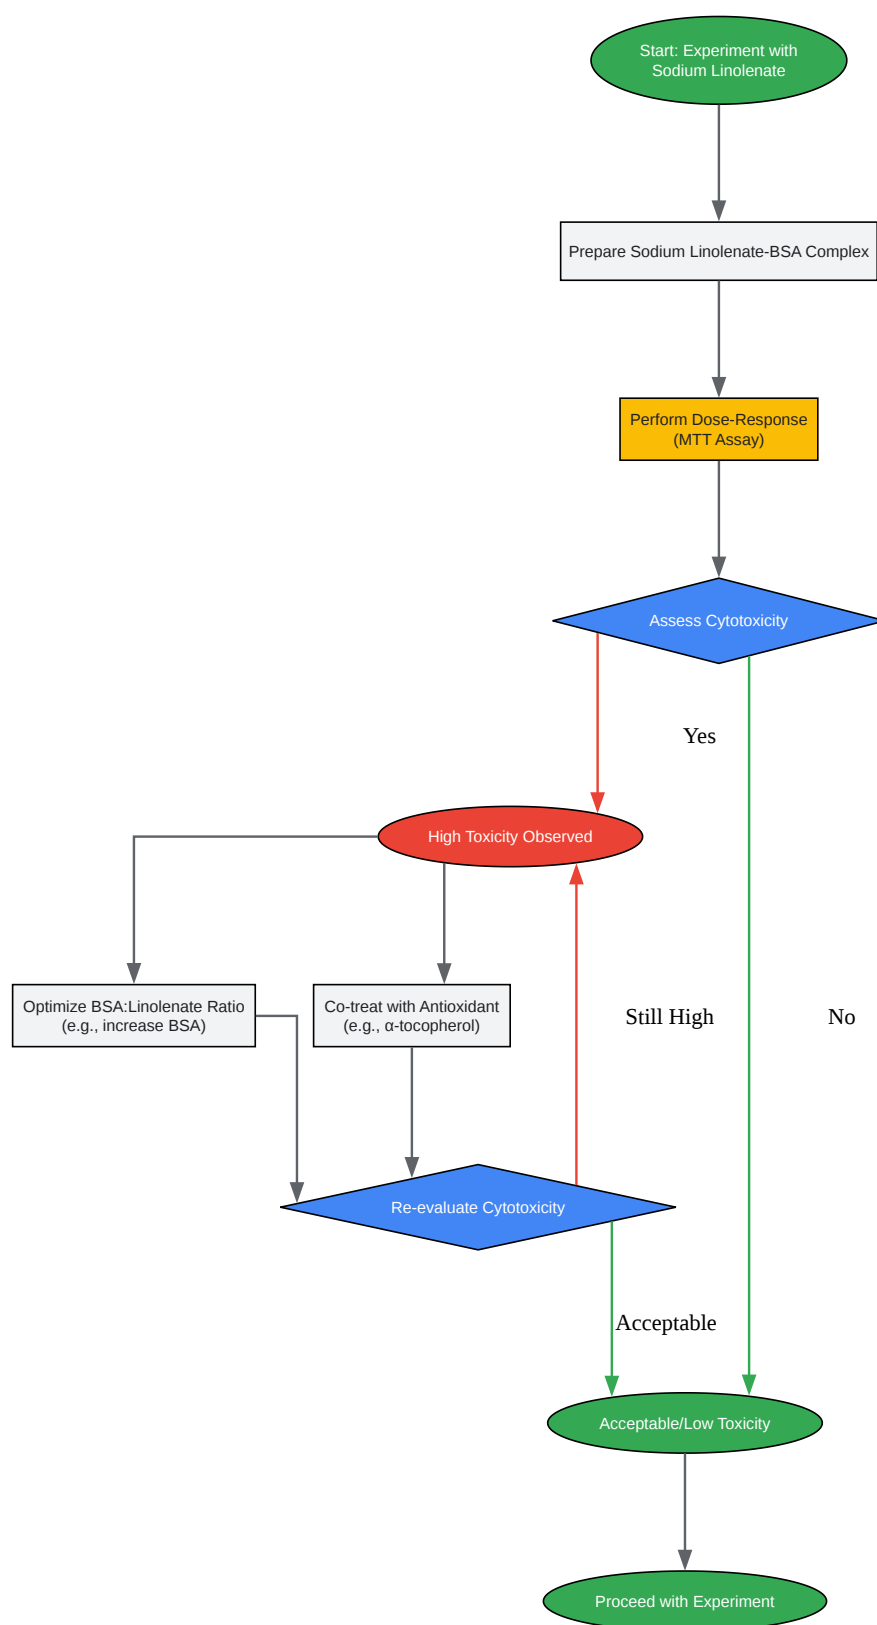 Start: Experiment with
Sodium Linolenate
Prepare Sodium Linolenate-BSA Complex
Perform Dose-Response
(MTT Assay)
Assess Cytotoxicity
Yes
High Toxicity Observed
Optimize BSA:Linolenate Ratio
(e.g., increase BSA)
Co-treat with Antioxidant
(e.g., α-tocopherol)
Still High
No
Re-evaluate Cytotoxicity
Acceptable
Acceptable/Low Toxicity
Proceed with Experiment